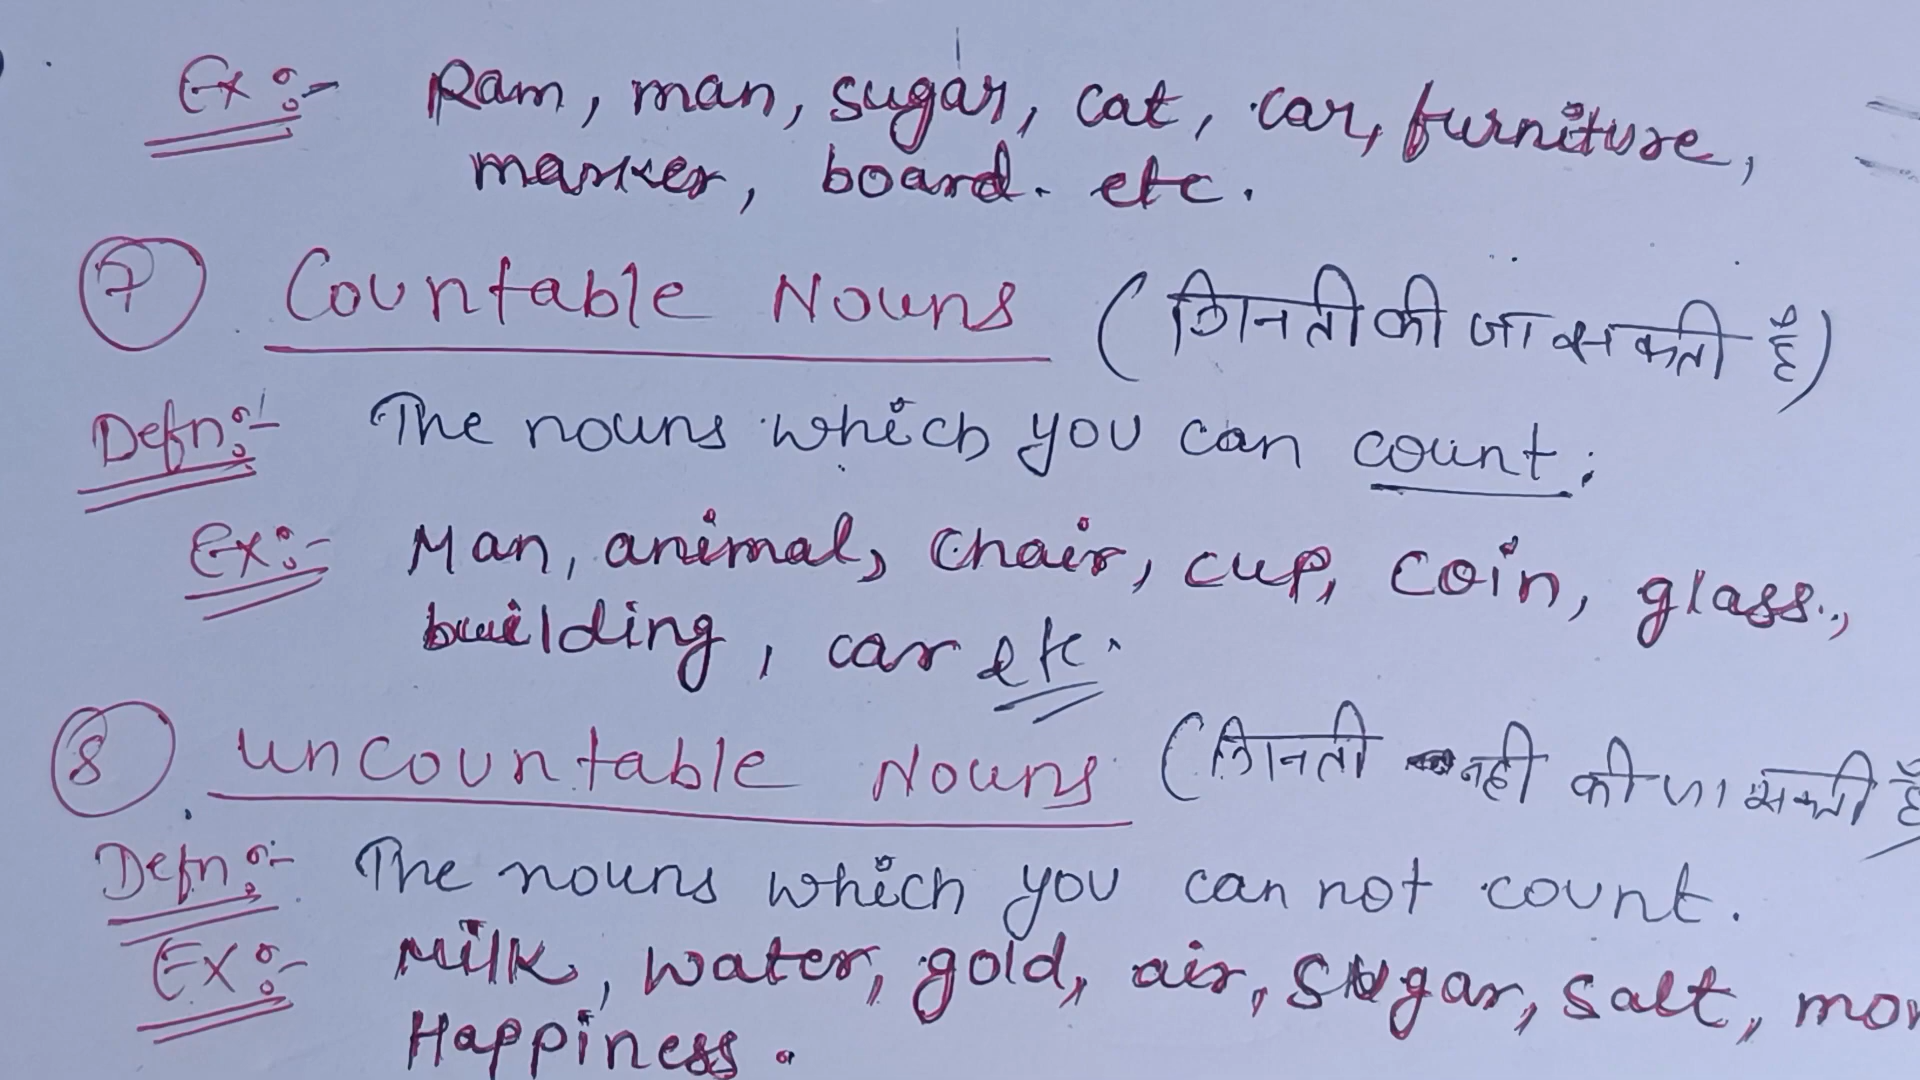 Ex:- Ram, man, sugar, cat, car, furniture,
marker, board. etc.
7 Countable Nouns (गिनती की जा सकती है)
Defn:- The nouns which you can count;
Ex:- Man, animal, chair, cup, coin, glass.,
building, car etc.
8 Uncountable Nouns (गिनती नही की जा सकती है
Defn:- The nouns which you can not count.
Ex:- Milk, water, gold, air, sugar, salt,
Happiness.